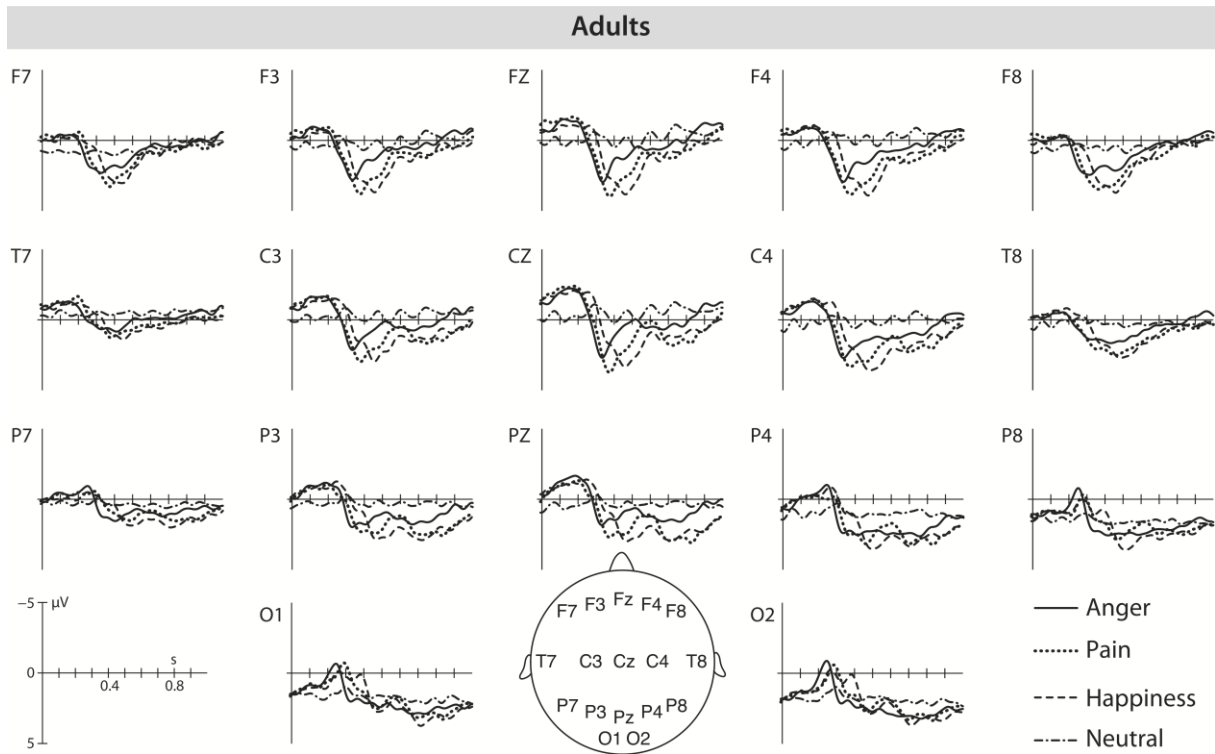 Adults
F7 F3 FZ F4 F8
T7 C3 CZ C4 T8
P7 P3 PZ P4 P8
−5 µV
0
0.4 0.8 s
5
O1 O2
F7 F3 Fz F4 F8
T7 C3 Cz C4 T8
P7 P3 Pz P4 P8
O1 O2
Anger
Pain
Happiness
Neutral